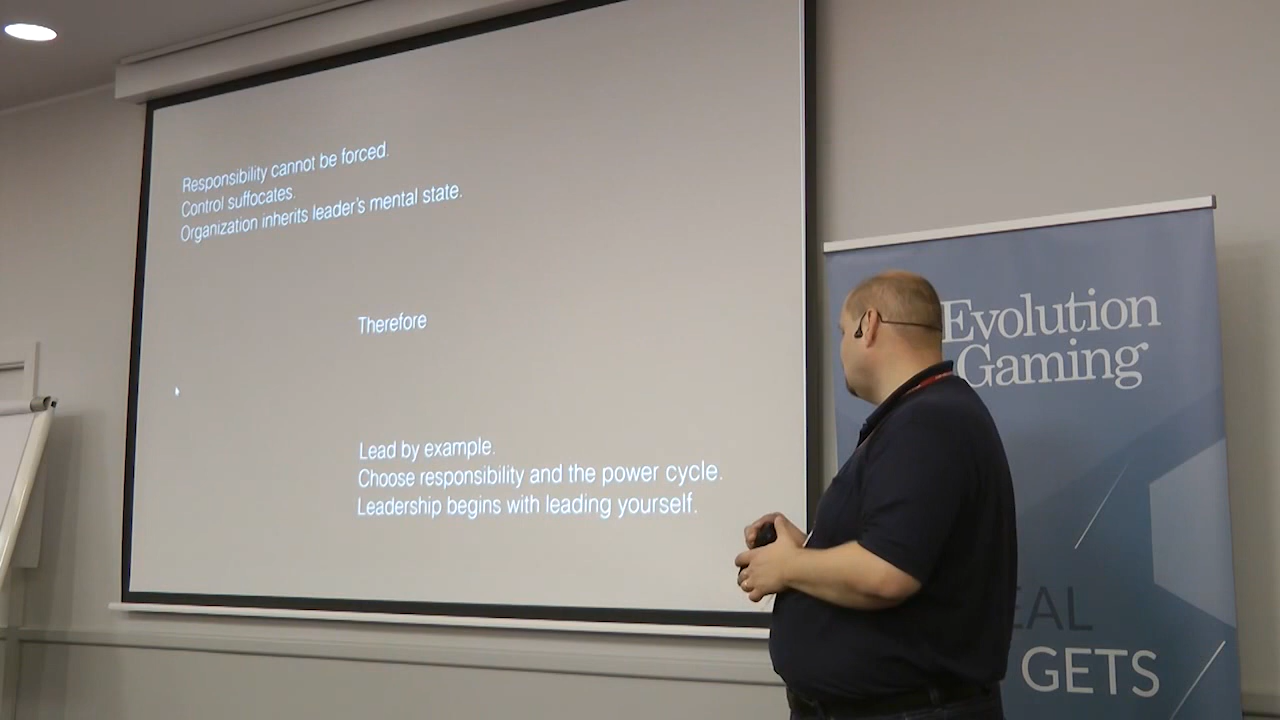 Responsibility cannot be forced.
Control suffocates.
Organization inherits leader's mental state.
Therefore
Lead by example.
Choose responsibility and the power cycle.
Leadership begins with leading yourself.
Evolution
Gaming
GETS